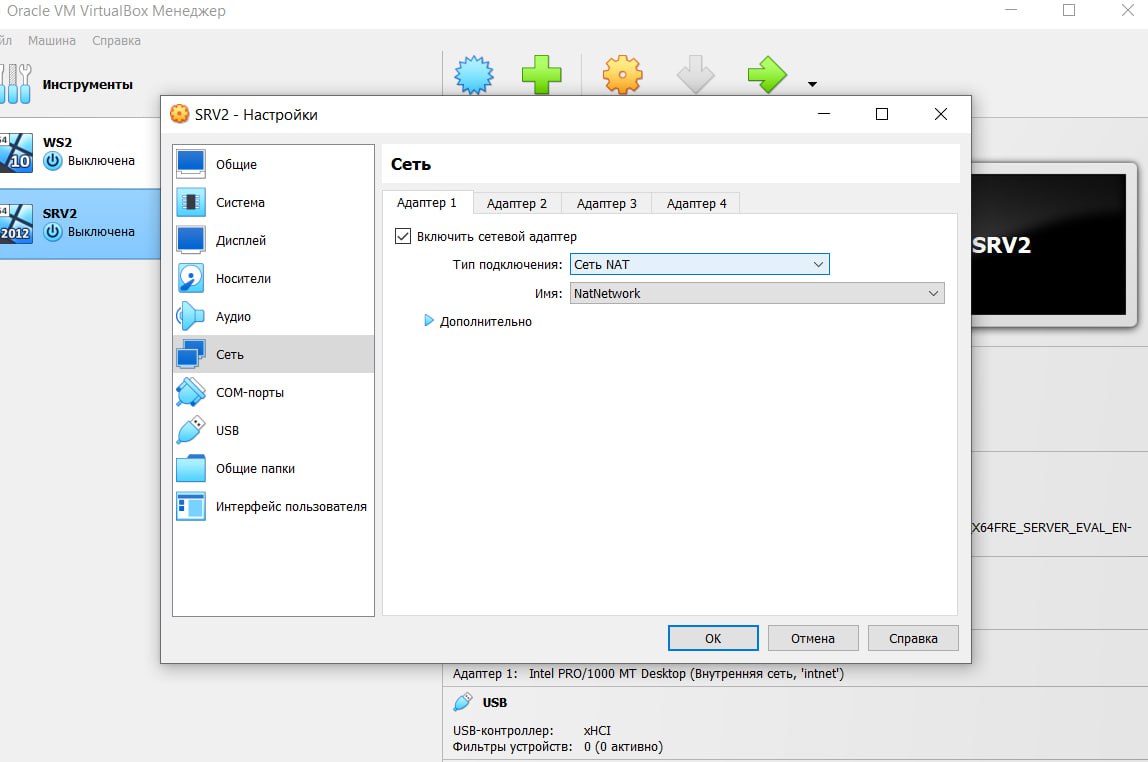 Oracle VM VirtualBox Менеджер
Машина Справка
Инструменты
WS2
Выключена
10
SRV2
Выключена
2012
SRV2 - Настройки
Общие
Система
Дисплей
Носители
Аудио
Сеть
COM-порты
USB
Общие папки
Интерфейс пользователя
Сеть
Адаптер 1 Адаптер 2 Адаптер 3 Адаптер 4
Включить сетевой адаптер
Тип подключения: Сеть NAT
Имя: NatNetwork
Дополнительно
OK Отмена Справка
SRV2
X64FRE_SERVER_EVAL_EN-
Адаптер 1: Intel PRO/1000 MT Desktop (Внутренняя сеть, 'intnet')
USB
USB-контроллер: xHCI
Фильтры устройств: 0 (0 активно)